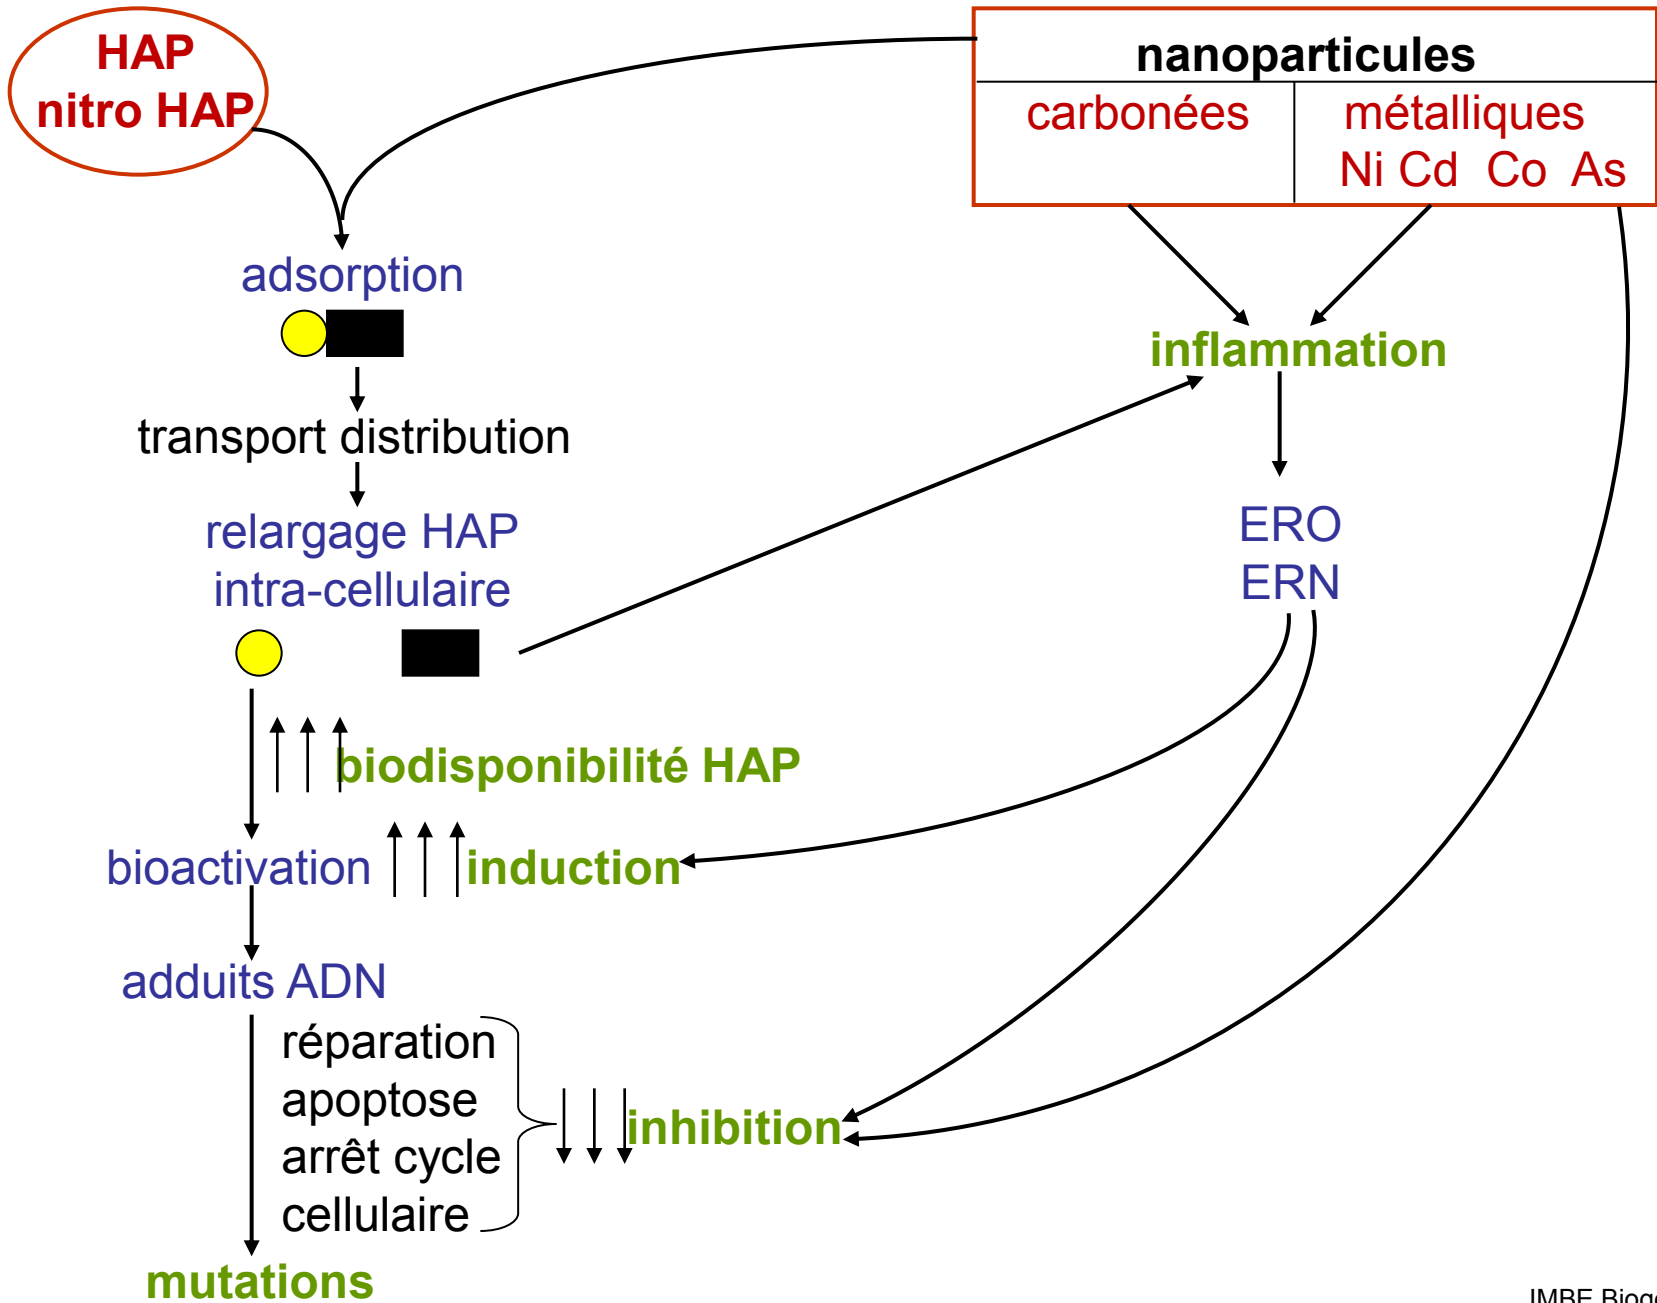 HAP
nitro HAP
nanoparticules
carbonées
métalliques
Ni Cd Co As
adsorption
inflammation
transport distribution
relargage HAP
intra-cellulaire
ERO
ERN
biodisponibilité HAP
bioactivation
induction
adduits ADN
réparation
apoptose
arrêt cycle
cellulaire
inhibition
mutations
IMBE